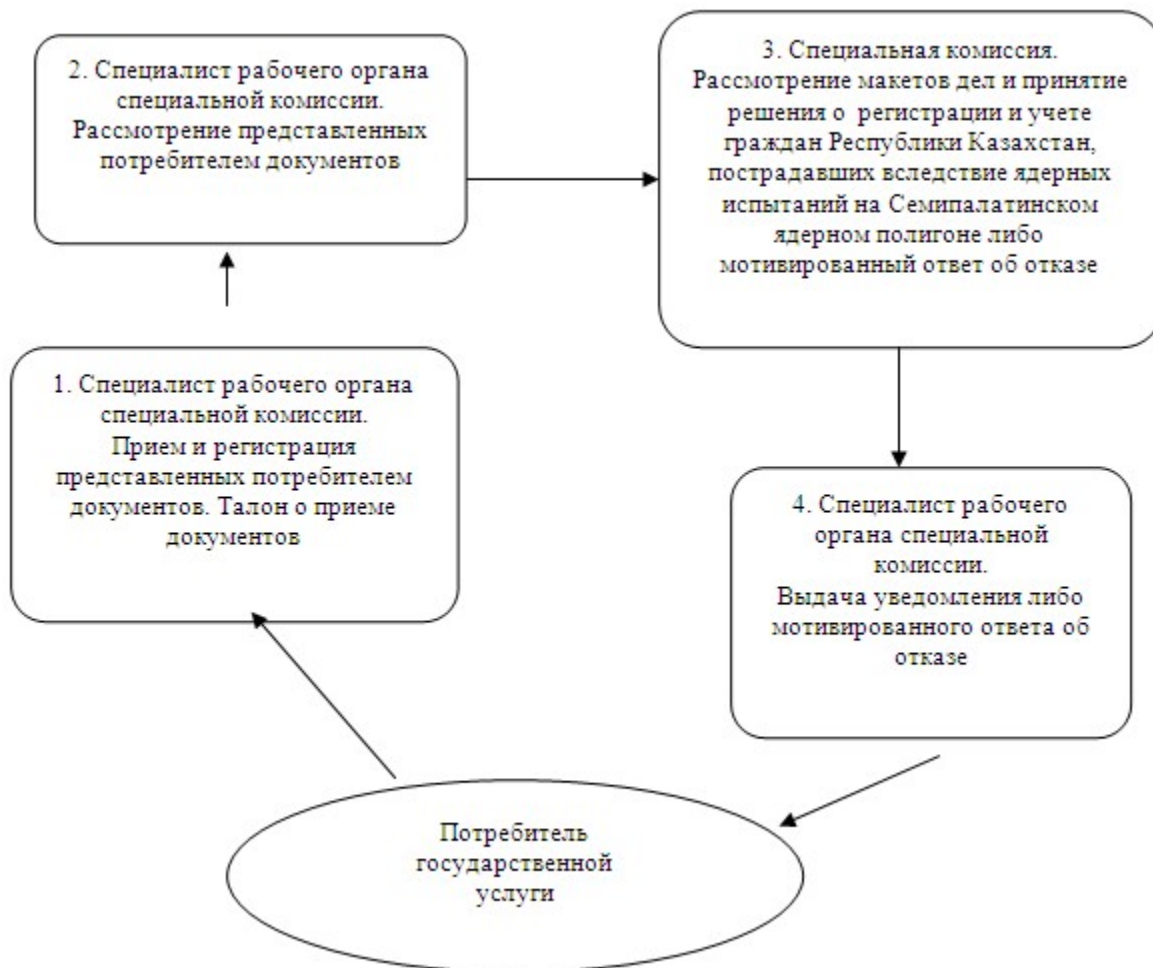 2. Специалист рабочего органа
специальной комиссии.
Рассмотрение представленных
потребителем документов
3. Специальная комиссия.
Рассмотрение макетов дел и принятие
решения о регистрации и учете
граждан Республики Казахстан,
пострадавших вследствие ядерных
испытаний на Семипалатинском
ядерном полигоне либо
мотивированный ответ об отказе
1. Специалист рабочего органа
специальной комиссии.
Прием и регистрация
представленных потребителем
документов. Талон о приеме
документов
4. Специалист рабочего
органа специальной
комиссии.
Выдача уведомления либо
мотивированного ответа об
отказе
Потребитель
государственной
услуги